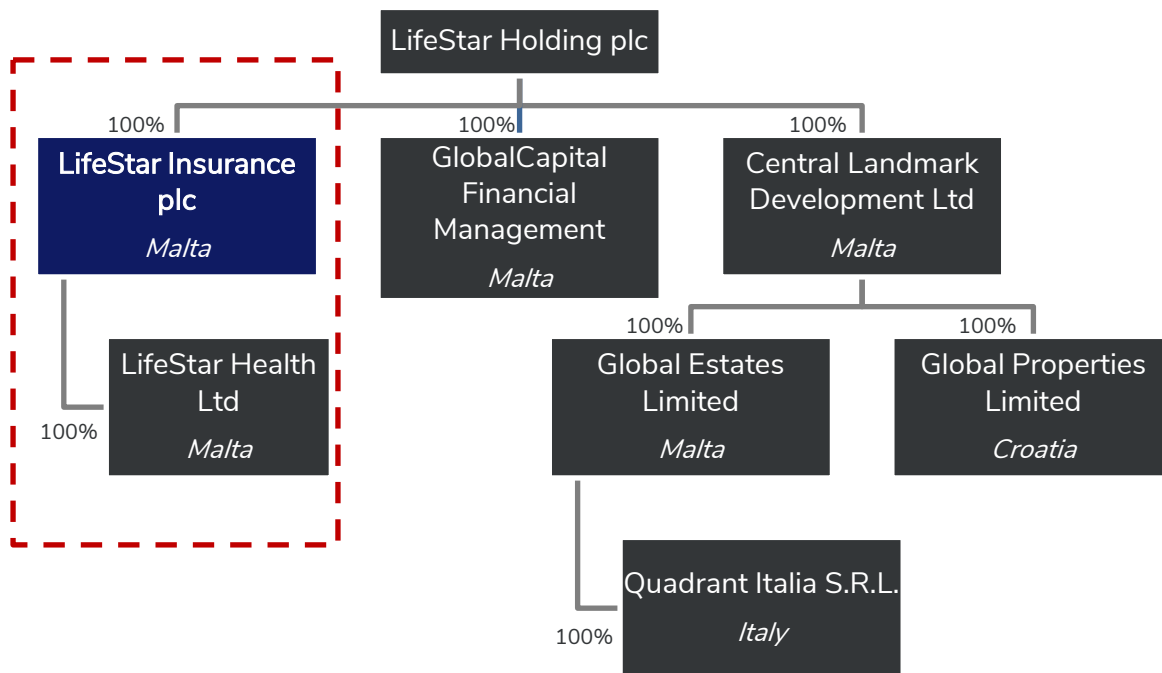 LifeStar Holding plc
100%
100%
100%
LifeStar Insurance
plc
Malta
GlobalCapital
Financial
Management
Malta
Central Landmark
Development Ltd
Malta
100%
100%
100%
LifeStar Health
Ltd
Malta
Global Estates
Limited
Malta
Global Properties
Limited
Croatia
100%
Quadrant Italia S.R.L.
Italy